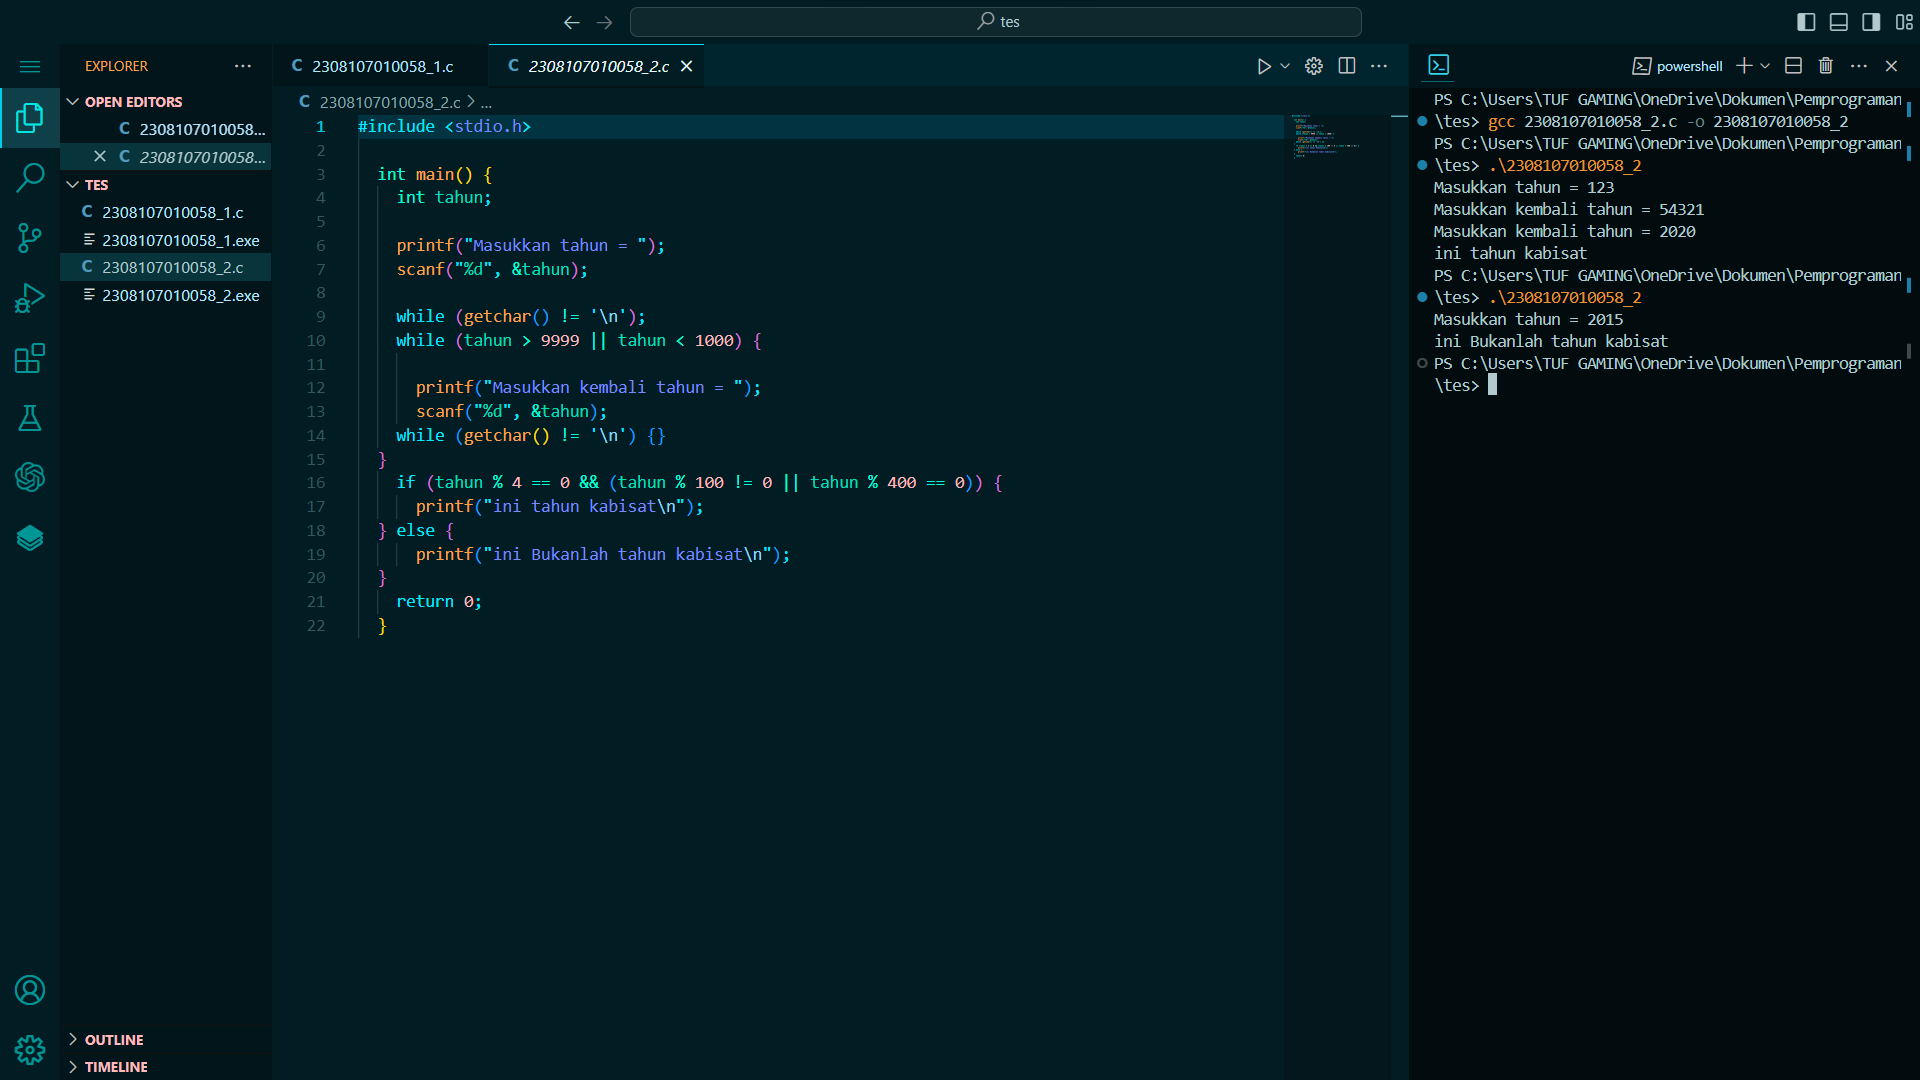 tes
EXPLORER
OPEN EDITORS
2308107010058...
2308107010058...
TES
2308107010058_1.c
2308107010058_1.exe
2308107010058_2.c
2308107010058_2.exe
OUTLINE
TIMELINE
C 2308107010058_1.c
C 2308107010058_2.c
C 2308107010058_2.c > ...
1 #include <stdio.h>
2
3 int main() {
4 int tahun;
5
6 printf("Masukkan tahun = ");
7 scanf("%d", &tahun);
8
9 while (getchar() != '\n');
10 while (tahun > 9999 || tahun < 1000) {
11
12 printf("Masukkan kembali tahun = ");
13 scanf("%d", &tahun);
14 while (getchar() != '\n') {}
15 }
16 if (tahun % 4 == 0 && (tahun % 100 != 0 || tahun % 400 == 0)) {
17 printf("ini tahun kabisat\n");
18 } else {
19 printf("ini Bukanlah tahun kabisat\n");
20 }
21 return 0;
22 }
powershell
PS C:\Users\TUF GAMING\OneDrive\Dokumen\Pemprograman
\tes> gcc 2308107010058_2.c -o 2308107010058_2
PS C:\Users\TUF GAMING\OneDrive\Dokumen\Pemprograman
\tes> .\2308107010058_2
Masukkan tahun = 123
Masukkan kembali tahun = 54321
Masukkan kembali tahun = 2020
ini tahun kabisat
PS C:\Users\TUF GAMING\OneDrive\Dokumen\Pemprograman
\tes> .\2308107010058_2
Masukkan tahun = 2015
ini Bukanlah tahun kabisat
PS C:\Users\TUF GAMING\OneDrive\Dokumen\Pemprograman
\tes>